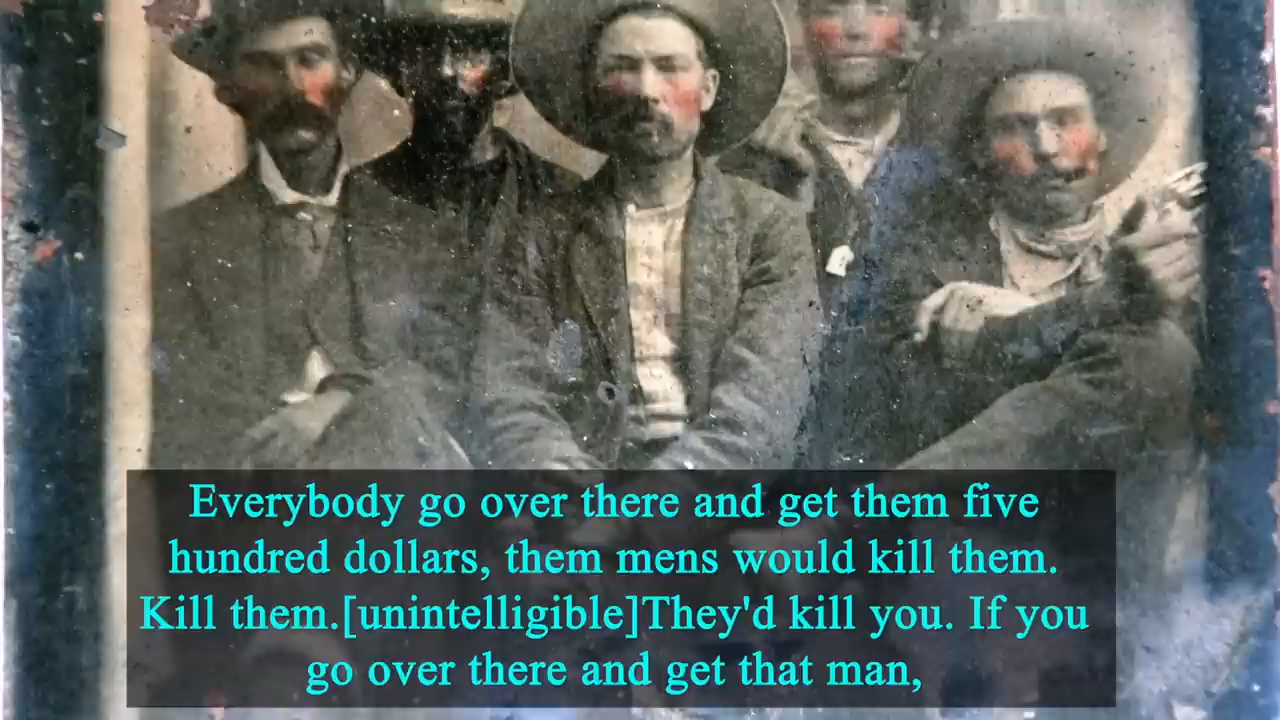 Everybody go over there and get them five
hundred dollars, them mens would kill them.
Kill them.[unintelligible]They'd kill you. If you
go over there and get that man,